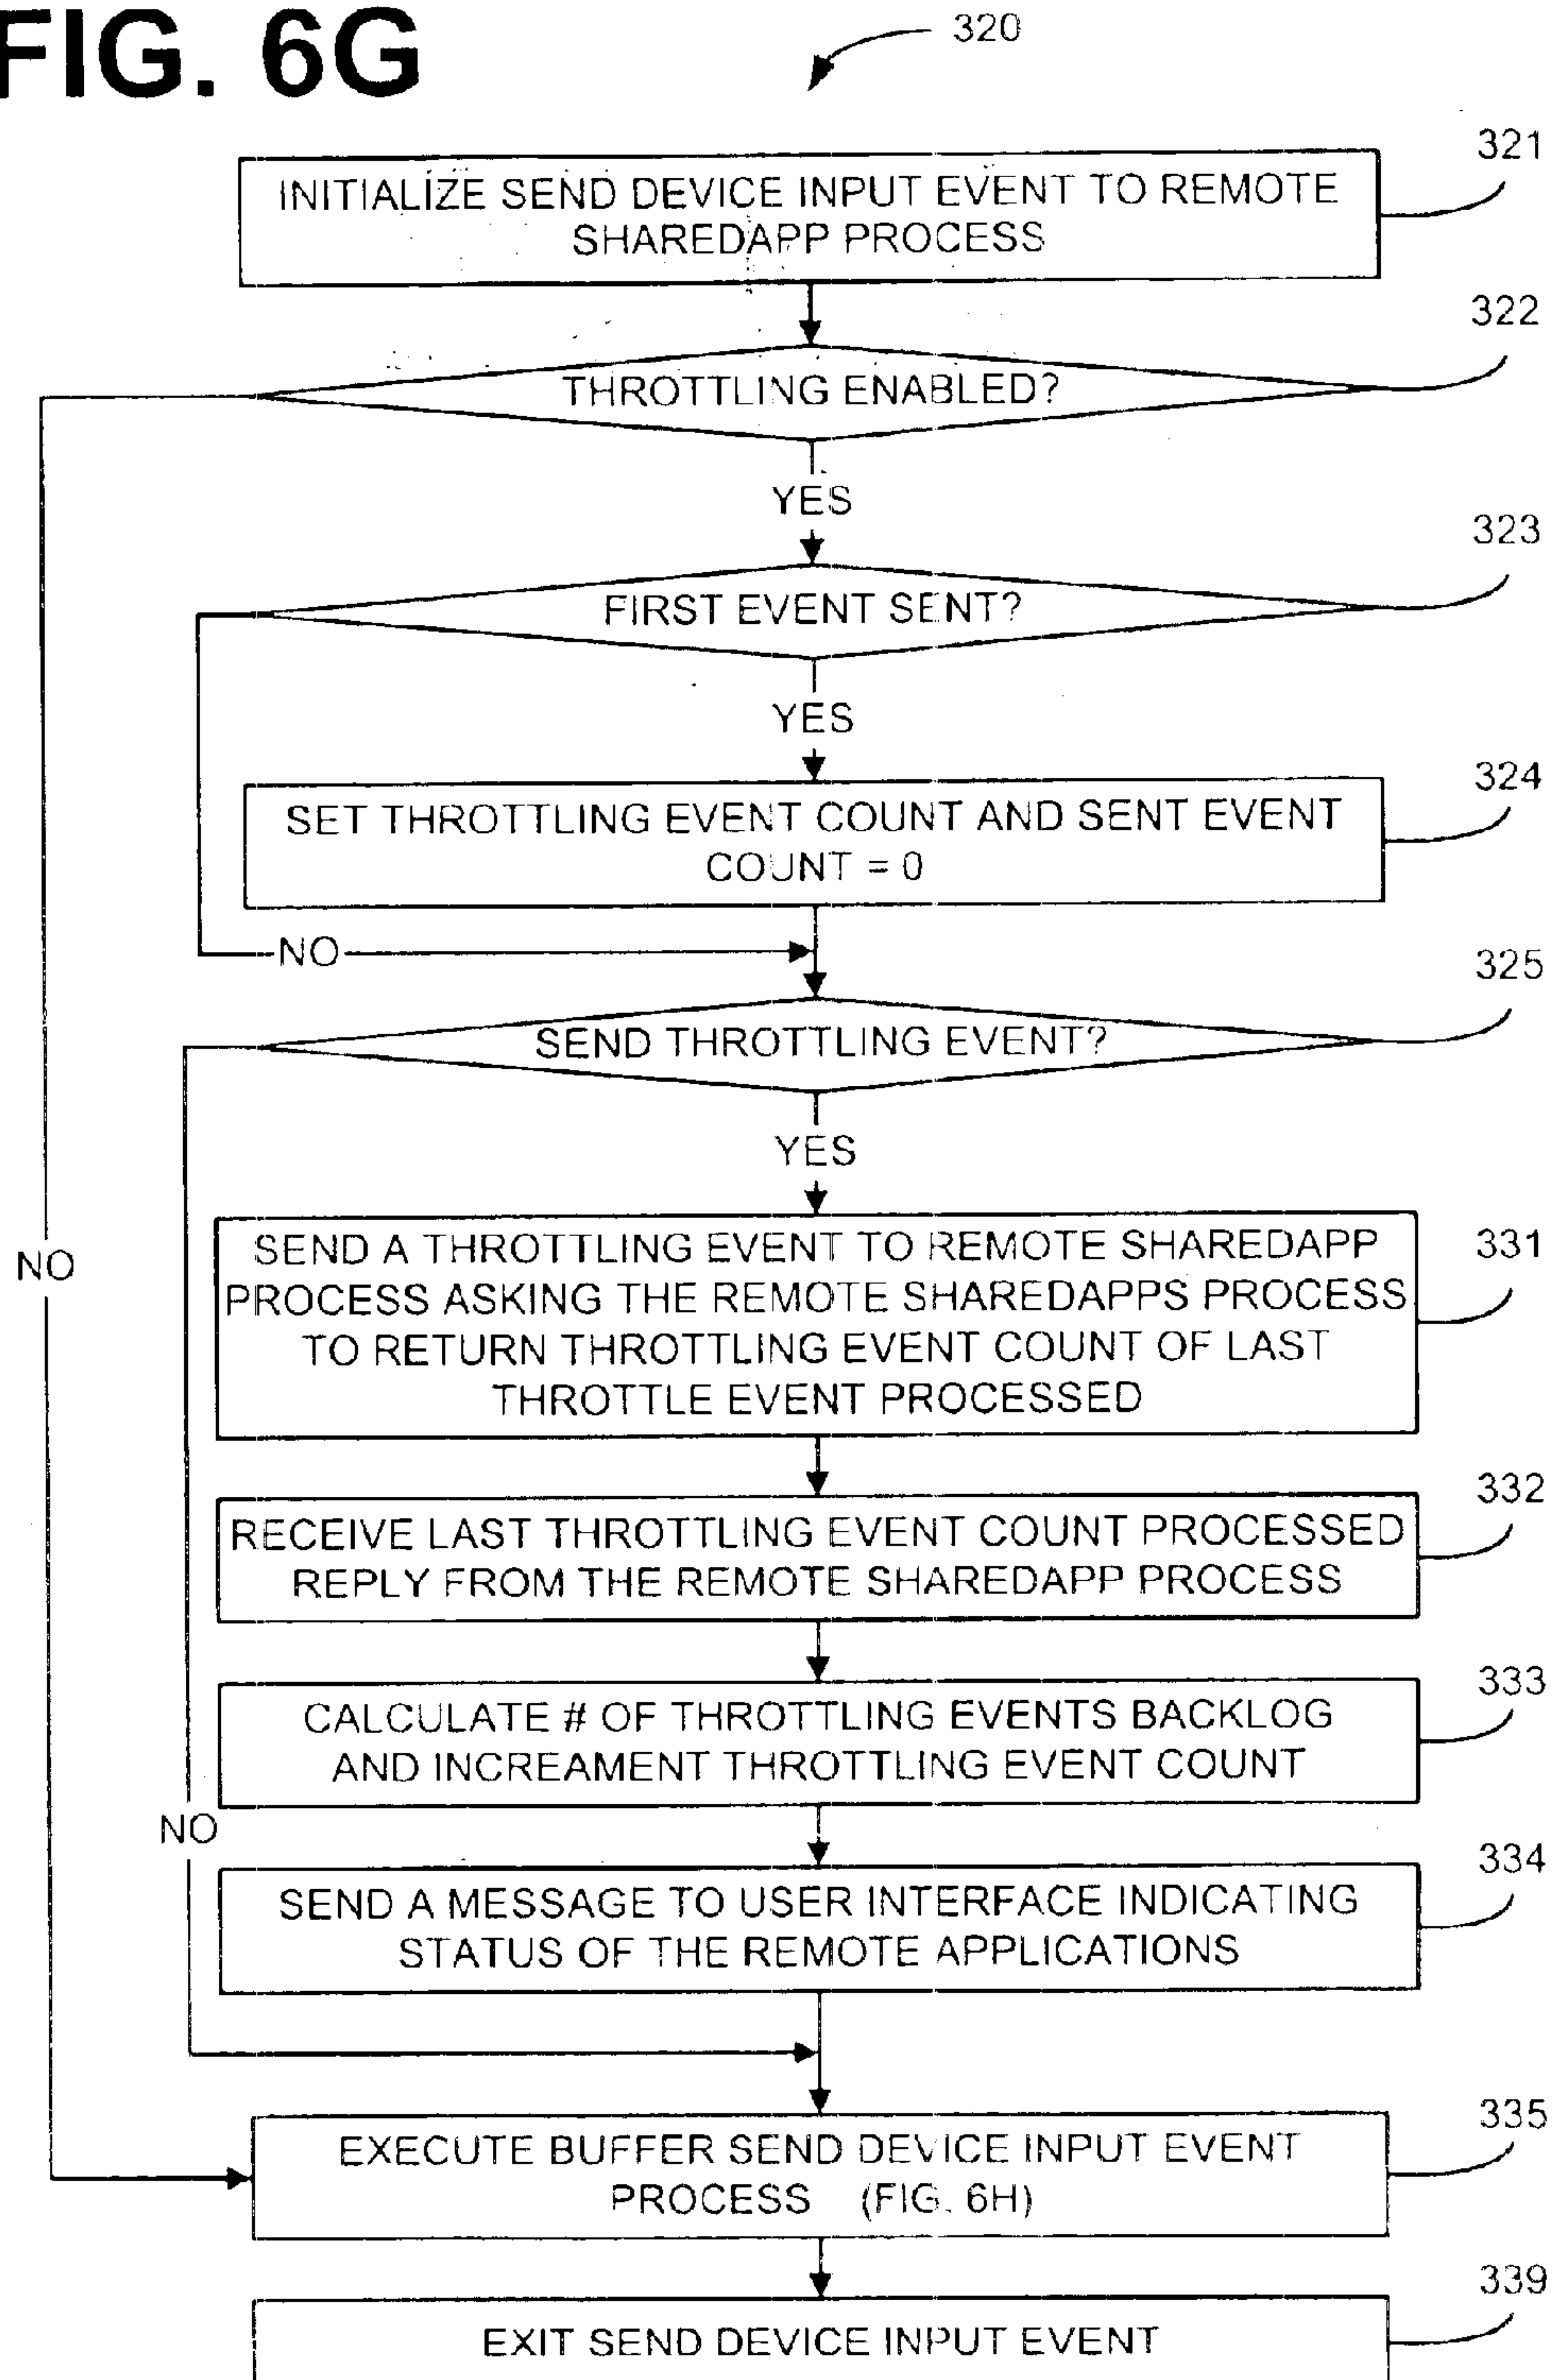 FIG. 6G
320
321
INITIALIZE SEND DEVICE INPUT EVENT TO REMOTE
SHAREDAPP PROCESS
322
THROTTLING ENABLED?
YES
323
FIRST EVENT SENT?
YES
324
SET THROTTLING EVENT COUNT AND SENT EVENT
COUNT = 0
NO
325
SEND THROTTLING EVENT?
YES
NO
331
SEND A THROTTLING EVENT TO REMOTE SHAREDAPP
PROCESS ASKING THE REMOTE SHAREDAPPS PROCESS
TO RETURN THROTTLING EVENT COUNT OF LAST
THROTTLE EVENT PROCESSED
332
RECEIVE LAST THROTTLING EVENT COUNT PROCESSED
REPLY FROM THE REMOTE SHAREDAPP PROCESS
333
CALCULATE # OF THROTTLING EVENTS BACKLOG
AND INCREAMENT THROTTLING EVENT COUNT
NO
334
SEND A MESSAGE TO USER INTERFACE INDICATING
STATUS OF THE REMOTE APPLICATIONS
335
EXECUTE BUFFER SEND DEVICE INPUT EVENT
PROCESS (FIG. 6H)
339
EXIT SEND DEVICE INPUT EVENT